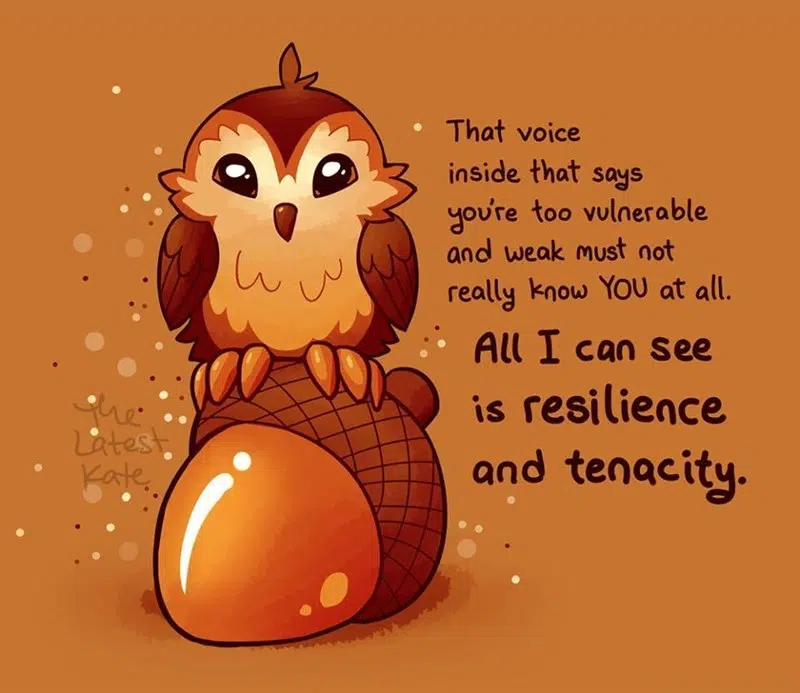 That voice
inside that says
you're too vulnerable
and weak must not
really know YOU at all.
All I can see
is resilience
and tenacity.
the
Latest
Kate